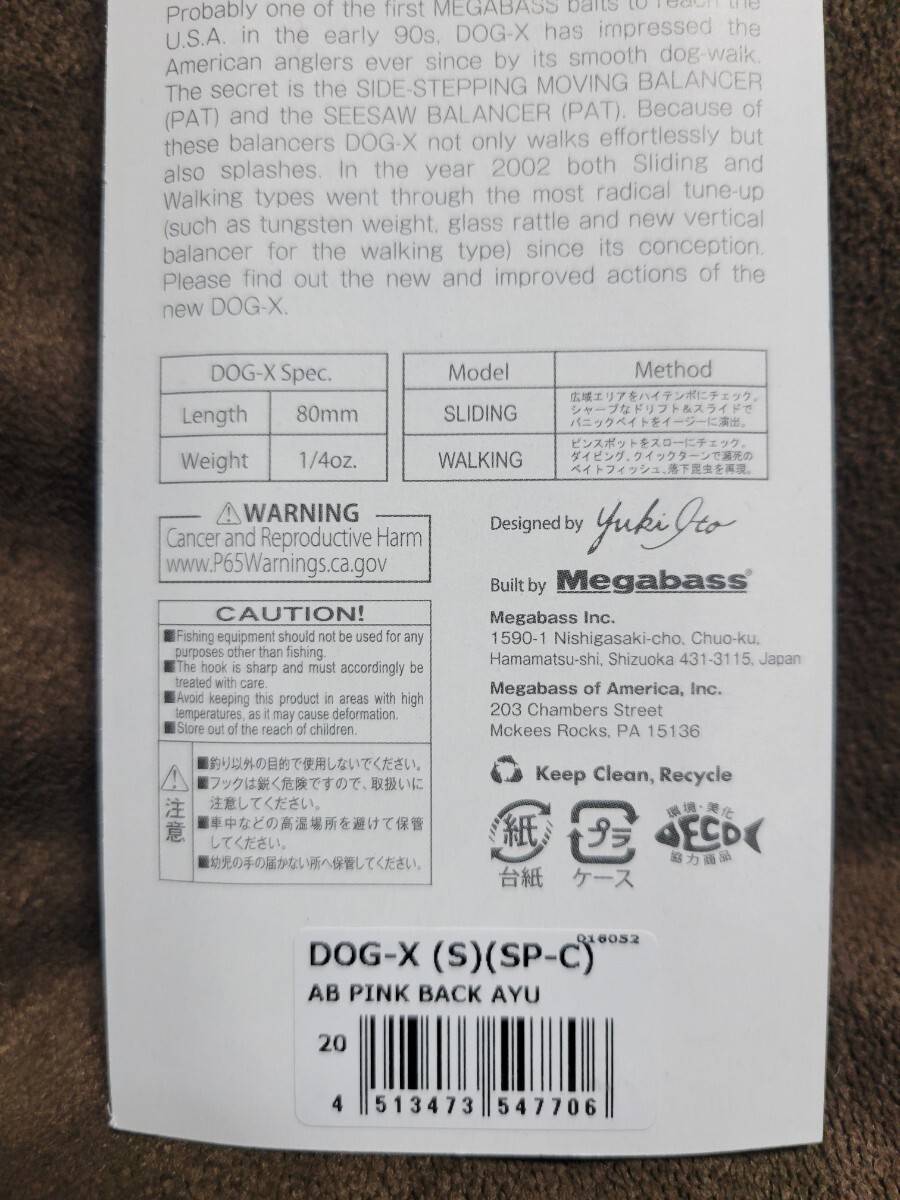 Probably one of the first MEGABASS baits to reach the
U.S.A. in the early 90s, DOG-X has impressed the
American anglers ever since by its smooth dog-walk.
The secret is the SIDE-STEPPING MOVING BALANCER
(PAT) and the SEESAW BALANCER (PAT). Because of
these balancers DOG-X not only walks effortlessly but
also splashes. In the year 2002 both Sliding and
Walking types went through the most radical tune-up
(such as tungsten weight, glass rattle and new vertical
balancer for the walking type) since its conception.
Please find out the new and improved actions of the
new DOG-X.
DOG-X Spec.
Length 80mm
Weight 1/4oz.
Model Method
SLIDING
広域エリアをハイテンポにチェック。
シャープなドリフト&スライドで
パニックベイトをイージーに演出。
WALKING
ピンスポットをスローにチェック。
ダイビング、クイックターンで瀕死の
ベイトフィッシュ、落下昆虫を再現。
⚠WARNING
Cancer and Reproductive Harm
www.P65Warnings.ca.gov
CAUTION!
■Fishing equipment should not be used for any
purposes other than fishing.
■The hook is sharp and must accordingly be
treated with care.
■Avoid keeping this product in areas with high
temperatures, as it may cause deformation.
■Store out of the reach of children.
注意
■釣り以外の目的で使用しないでください。
■フックは鋭く危険ですので、取扱いに
注意してください。
■車中などの高温場所を避けて保管
してください。
■幼児の手の届かない所へ保管してください。
Designed by Yuki Ito
Built by Megabass®
Megabass Inc.
1590-1 Nishigasaki-cho, Chuo-ku,
Hamamatsu-shi, Shizuoka 431-3115, Japan
Megabass of America, Inc.
203 Chambers Street
Mckees Rocks, PA 15136
Keep Clean, Recycle
紙
台紙
プラ
ケース
環境・美化
ECO
協力商品
016052
DOG-X (S)(SP-C)
AB PINK BACK AYU
20
4 513473 547706